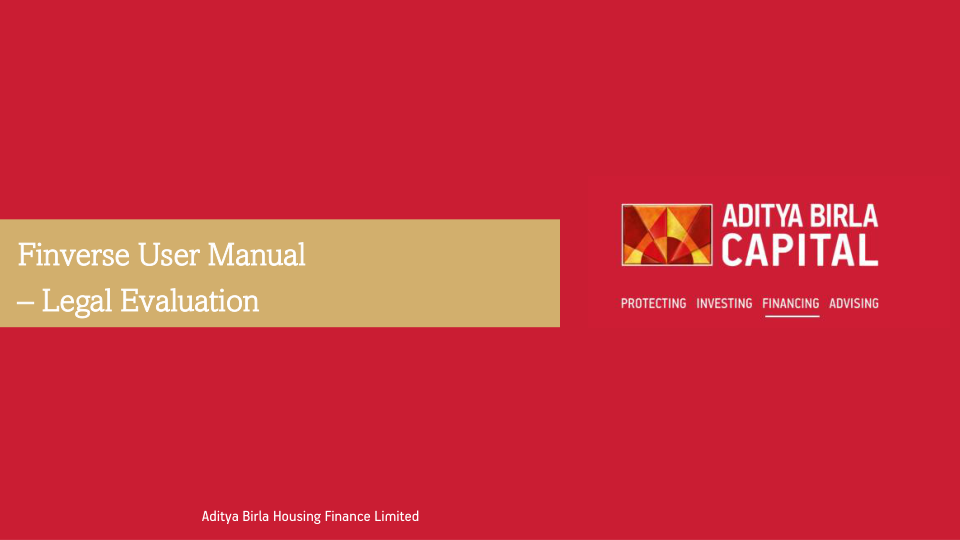 Finverse User Manual
– Legal Evaluation
ADITYA BIRLA
CAPITAL
PROTECTING INVESTING FINANCING ADVISING
Aditya Birla Housing Finance Limited